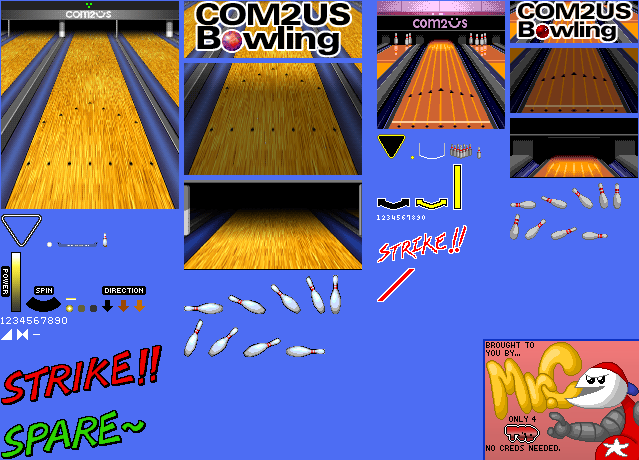 COM2US
COM2US
Bowling
COM2US
COM2US
Bowling
POWER
SPIN
DIRECTION
1234567890
STRIKE!!
SPARE~
1234567890
STRIKE!!
BROUGHT TO
YOU BY...
Mr. C
ONLY 4
NO CREDS NEEDED.